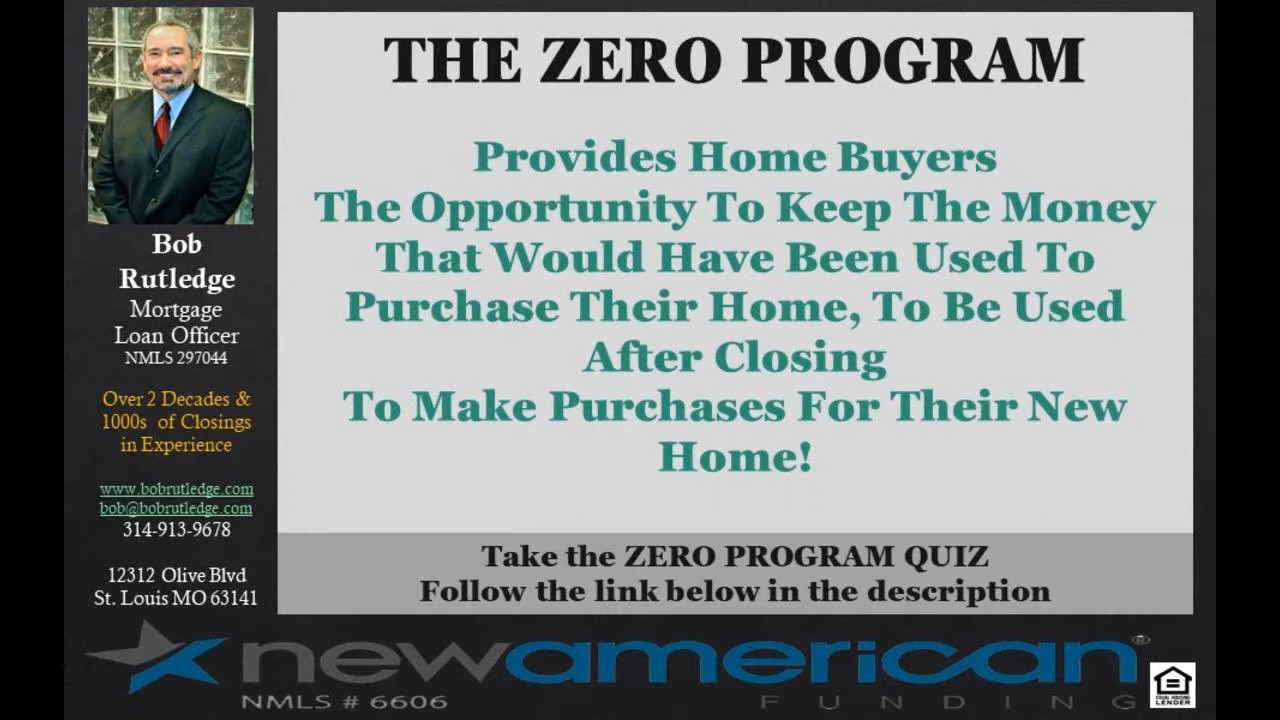 THE ZERO PROGRAM
Provides Home Buyers
The Opportunity To Keep The Money
That Would Have Been Used To
Purchase Their Home, To Be Used
After Closing
To Make Purchases For Their New
Home!
Take the ZERO PROGRAM QUIZ
Follow the link below in the description
Bob
Rutledge
Mortgage
Loan Officer
NMLS 297044
Over 2 Decades &
1000s of Closings
in Experience
www.bobrutledge.com
bob@bobrutledge.com
314-913-9678
12312 Olive Blvd
St. Louis MO 63141
newamerican®
NMLS # 6606
FUNDING
EQUAL HOUSING
LENDER